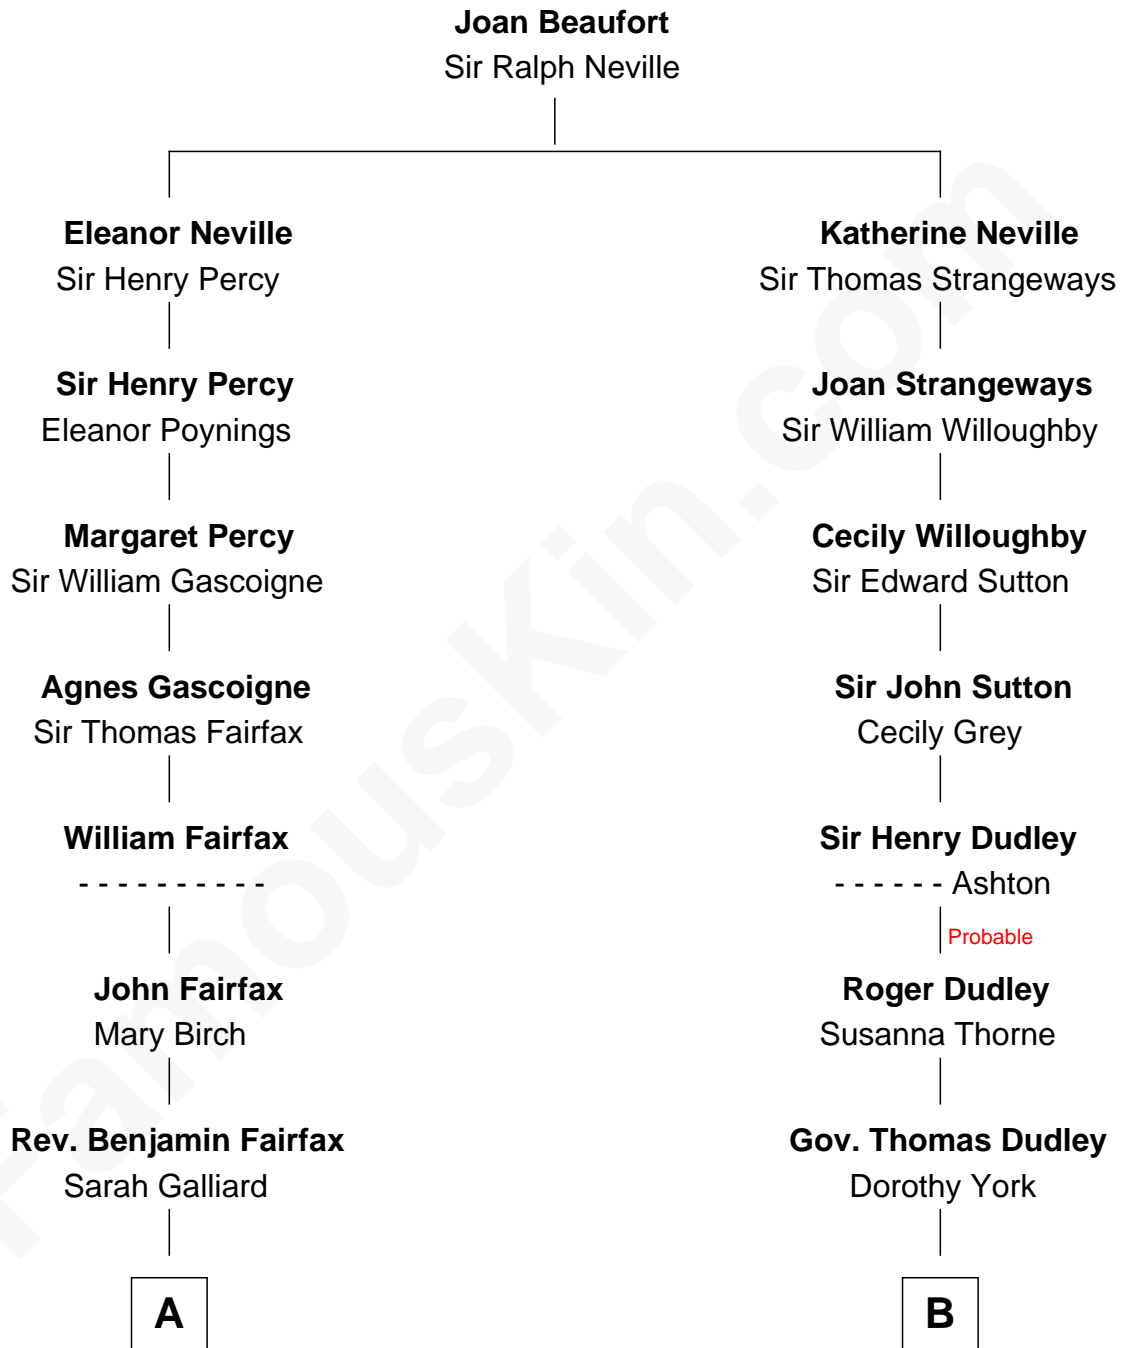 Joan Beaufort
Sir Ralph Neville
Eleanor Neville
Sir Henry Percy
Katherine Neville
Sir Thomas Strangeways
Sir Henry Percy
Eleanor Poynings
Joan Strangeways
Sir William Willoughby
Margaret Percy
Sir William Gascoigne
Cecily Willoughby
Sir Edward Sutton
Agnes Gascoigne
Sir Thomas Fairfax
Sir John Sutton
Cecily Grey
William Fairfax
- - - - - - - - - -
Sir Henry Dudley
- - - - - - Ashton
Probable
John Fairfax
Mary Birch
Roger Dudley
Susanna Thorne
Rev. Benjamin Fairfax
Sarah Galliard
Gov. Thomas Dudley
Dorothy York
A
B
FamousKin.com